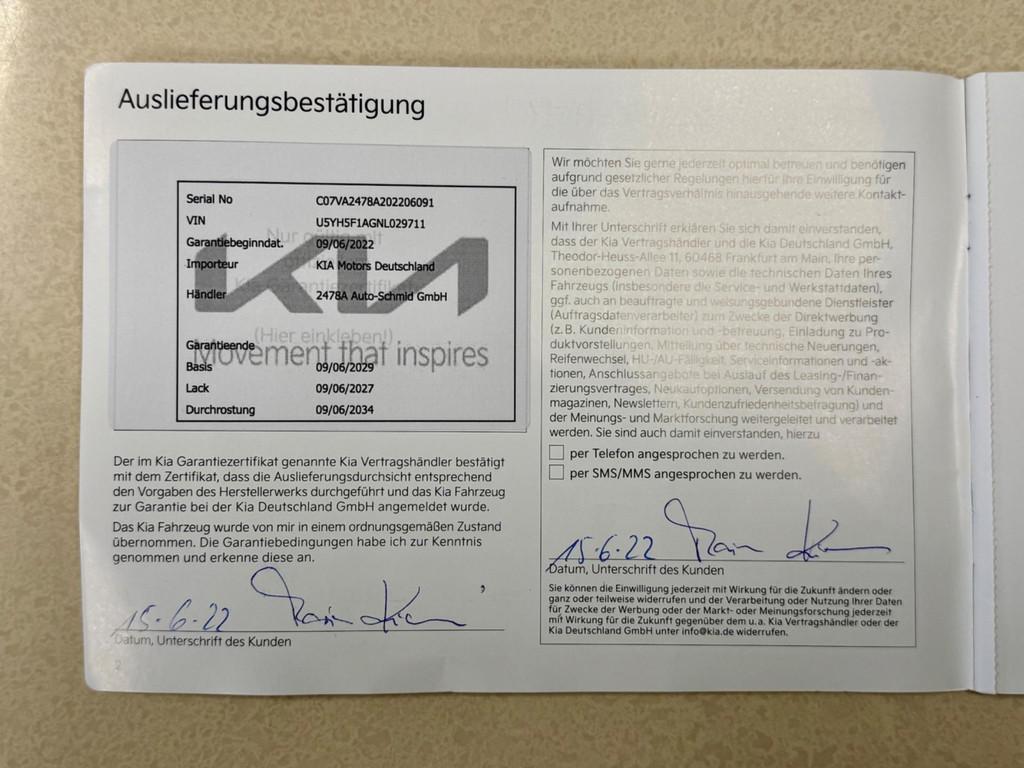 Auslieferungsbestätigung
Serial No C07VA2478A202206091
VIN U5YH5F1AGNL029711
Nur gültig mit
Garantiebeginndat. 09/06/2022
Importeur KIA Motors Deutschland
Kia Garantiezertifikat
Händler 2478A Auto-Schmid GmbH
(Hier einkleben!)
Garantieende
Movement that inspires
Basis 09/06/2029
Lack 09/06/2027
Durchrostung 09/06/2034
Der im Kia Garantiezertifikat genannte Kia Vertragshändler bestätigt
mit dem Zertifikat, dass die Auslieferungsdurchsicht entsprechend
den Vorgaben des Herstellerwerks durchgeführt und das Kia Fahrzeug
zur Garantie bei der Kia Deutschland GmbH angemeldet wurde.
Das Kia Fahrzeug wurde von mir in einem ordnungsgemäßen Zustand
übernommen. Die Garantiebedingungen habe ich zur Kenntnis
genommen und erkenne diese an.
15.6.22
Datum, Unterschrift des Kunden
2
Wir möchten Sie gerne jederzeit optimal betreuen und benötigen
aufgrund gesetzlicher Regelungen hierfür Ihre Einwilligung für
die über das Vertragsverhältnis hinausgehende weitere Kontakt-
aufnahme.
Mit Ihrer Unterschrift erklären Sie sich damit einverstanden,
dass der Kia Vertragshändler und die Kia Deutschland GmbH,
Theodor-Heuss-Allee 11, 60468 Frankfurt am Main, Ihre per-
sonenbezogenen Daten sowie die technischen Daten Ihres
Fahrzeugs (insbesondere die Service- und Werkstattdaten),
ggf. auch an beauftragte und weisungsgebundene Dienstleister
(Auftragsdatenverarbeiter) zum Zwecke der Direktwerbung
(z.B. Kundeninformation und -betreuung, Einladung zu Pro-
duktvorstellungen, Mitteilung über technische Neuerungen,
Reifenwechsel, HU-/AU-Fälligkeit, Serviceinformationen und -ak-
tionen, Anschlussangebote bei Auslauf des Leasing-/Finan-
zierungsvertrages, Neukaufoptionen, Versendung von Kunden-
magazinen, Newslettern, Kundenzufriedenheitsbefragung) und
der Meinungs- und Marktforschung weitergeleitet und verarbeitet
werden. Sie sind auch damit einverstanden, hierzu
per Telefon angesprochen zu werden.
per SMS/MMS angesprochen zu werden.
15.6.22
Datum, Unterschrift des Kunden
Sie können die Einwilligung jederzeit mit Wirkung für die Zukunft ändern oder
ganz oder teilweise widerrufen und der Verarbeitung oder Nutzung Ihrer Daten
für Zwecke der Werbung oder der Markt- oder Meinungsforschung jederzeit
mit Wirkung für die Zukunft gegenüber dem u.a. Kia Vertragshändler oder der
Kia Deutschland GmbH unter info@kia.de widerrufen.